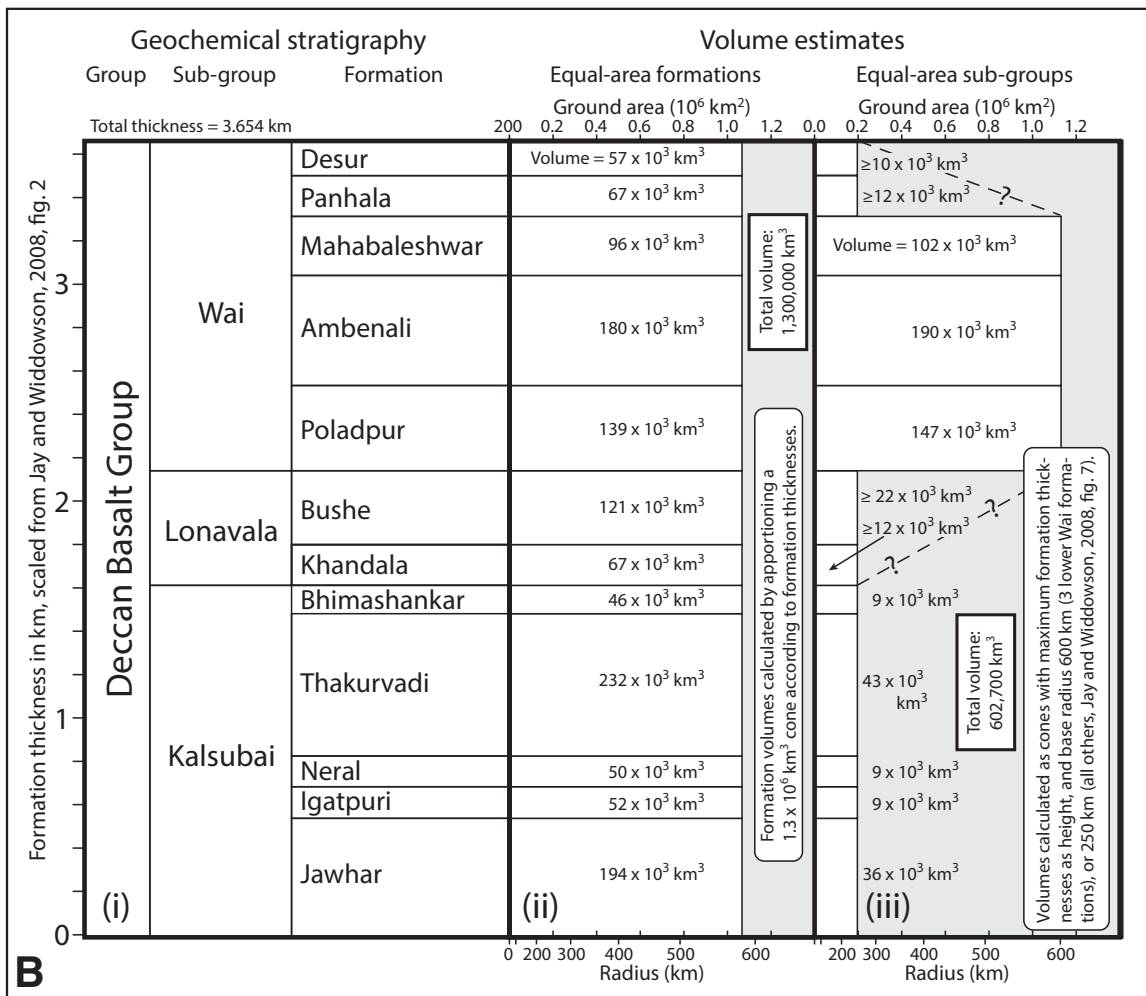 Geochemical stratigraphy
Volume estimates
Group
Sub-group
Formation
Equal-area formations
Equal-area sub-groups
Ground area (10⁶ km²)
Ground area (10⁶ km²)
Total thickness = 3.654 km
200 0.2 0.4 0.6 0.8 1.0 1.2 0.0 0.2 0.4 0.6 0.8 1.0 1.2
Formation thickness in km, scaled from Jay and Widdowson, 2008, fig. 2
3
2
1
0
Deccan Basalt Group
Wai
Lonavala
Kalsubai
Desur
Panhala
Mahabaleshwar
Ambenali
Poladpur
Bushe
Khandala
Bhimashankar
Thakurvadi
Neral
Igatpuri
Jawhar
Volume = 57 x 10³ km³
67 x 10³ km³
96 x 10³ km³
180 x 10³ km³
139 x 10³ km³
121 x 10³ km³
67 x 10³ km³
46 x 10³ km³
232 x 10³ km³
50 x 10³ km³
52 x 10³ km³
194 x 10³ km³
Total volume:
1,300,000 km³
Formation volumes calculated by apportioning a
1.3 x 10⁶ km³ cone according to formation thicknesses.
≥10 x 10³ km³
≥12 x 10³ km³
?
Volume = 102 x 10³ km³
190 x 10³ km³
147 x 10³ km³
≥ 22 x 10³ km³
?
≥12 x 10³ km³
?
9 x 10³ km³
43 x 10³
km³
9 x 10³ km³
9 x 10³ km³
36 x 10³ km³
Total volume:
602,700 km³
Volumes calculated as cones with maximum formation thick-
nesses as height, and base radius 600 km (3 lower Wai forma-
tions), or 250 km (all others, Jay and Widdowson, 2008, fig. 7).
(i)
(ii)
(iii)
0 200 300 400 500 600 200 300 400 500 600
Radius (km)
Radius (km)
B